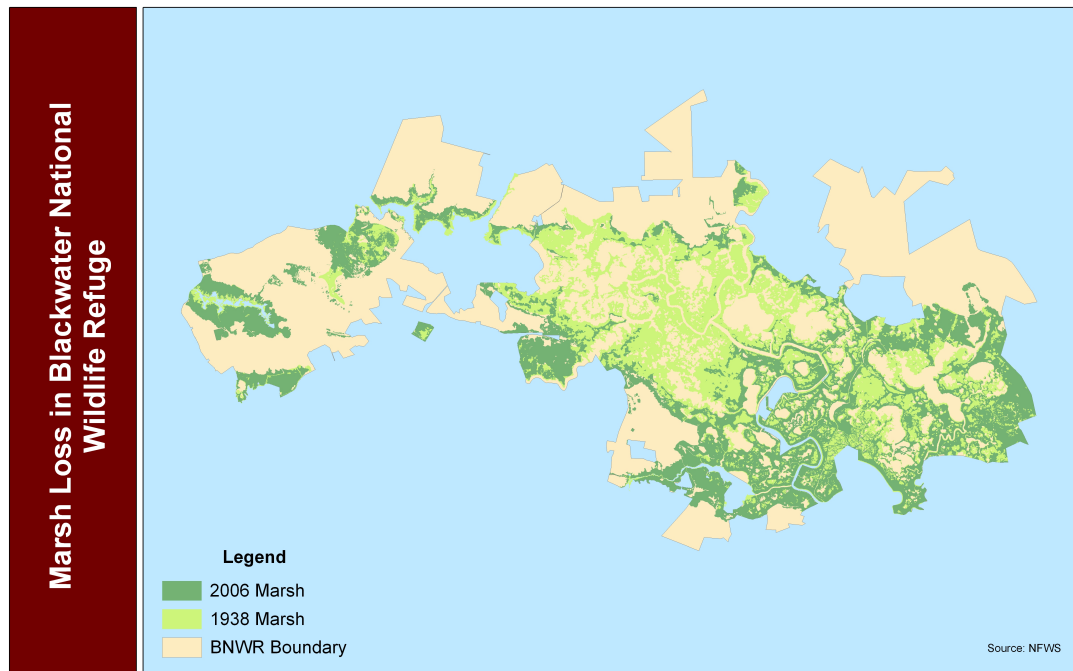 Marsh Loss in Blackwater National
Wildlife Refuge
Legend
2006 Marsh
1938 Marsh
BNWR Boundary
Source: NFWS